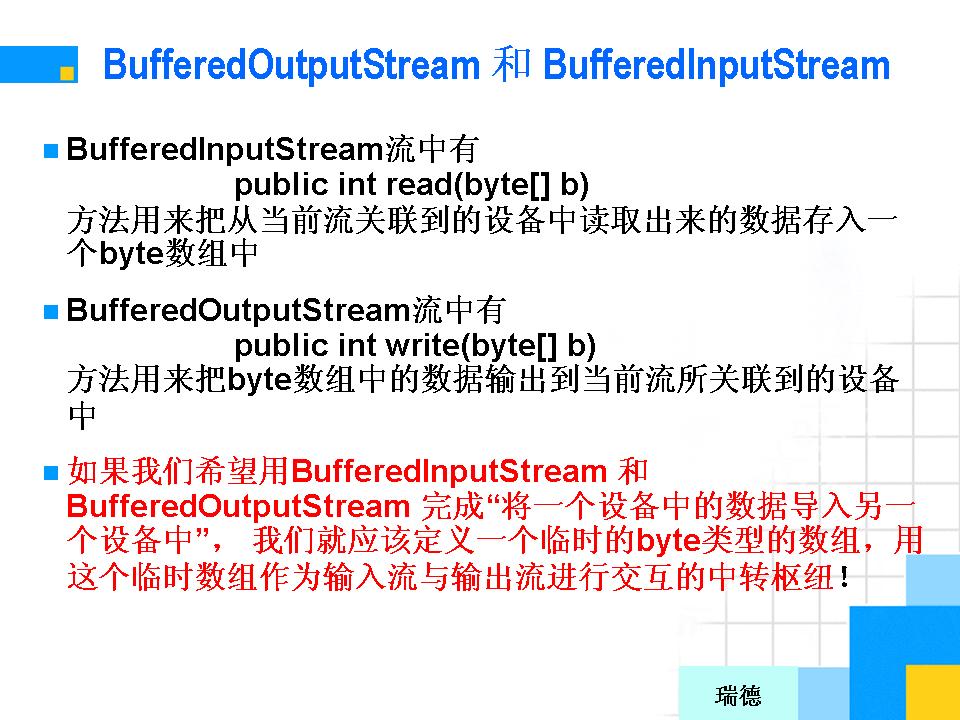 BufferedOutputStream 和 BufferedInputStream
BufferedInputStream流中有
public int read(byte[] b)
方法用来把从当前流关联到的设备中读取出来的数据存入一
个byte数组中
BufferedOutputStream流中有
public int write(byte[] b)
方法用来把byte数组中的数据输出到当前流所关联到的设备
中
如果我们希望用BufferedInputStream 和
BufferedOutputStream 完成“将一个设备中的数据导入另一
个设备中”， 我们就应该定义一个临时的byte类型的数组，用
这个临时数组作为输入流与输出流进行交互的中转枢纽！
瑞德